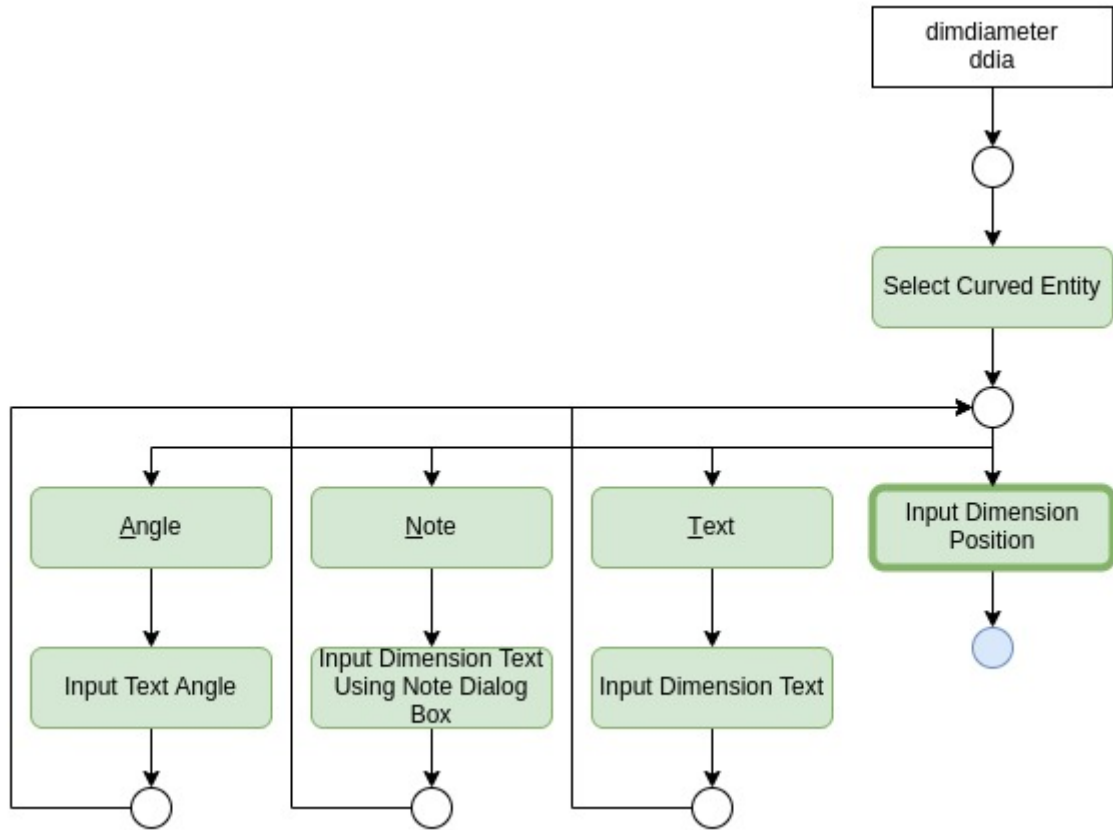 dimdiameter
ddia
Select Curved Entity
Angle
Note
Text
Input Dimension
Position
Input Text Angle
Input Dimension Text
Using Note Dialog
Box
Input Dimension Text